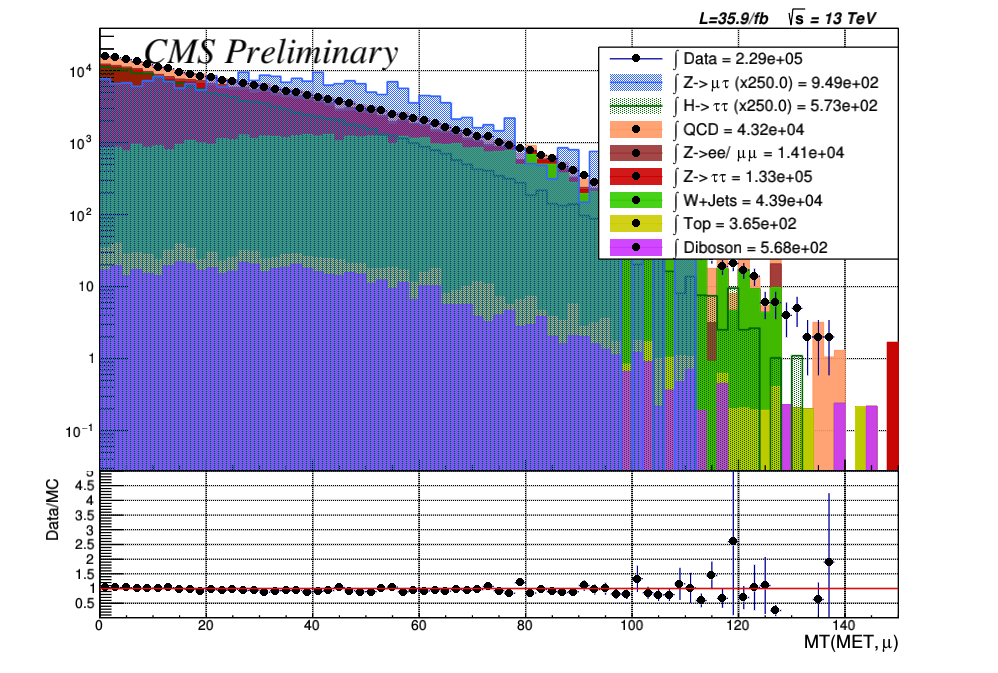 L=35.9/fb √s = 13 TeV
CMS Preliminary
∫ Data = 2.29e+05
∫ Z->μτ (x250.0) = 9.49e+02
∫ H->ττ (x250.0) = 5.73e+02
∫ QCD = 4.32e+04
∫ Z->ee/ μμ = 1.41e+04
∫ Z->ττ = 1.33e+05
∫ W+Jets = 4.39e+04
∫ Top = 3.65e+02
∫ Diboson = 5.68e+02
10⁴
10³
10²
10
1
10⁻¹
Data/MC
5
4.5
4
3.5
3
2.5
2
1.5
1
0.5
0 20 40 60 80 100 120 140
MT(MET, μ)